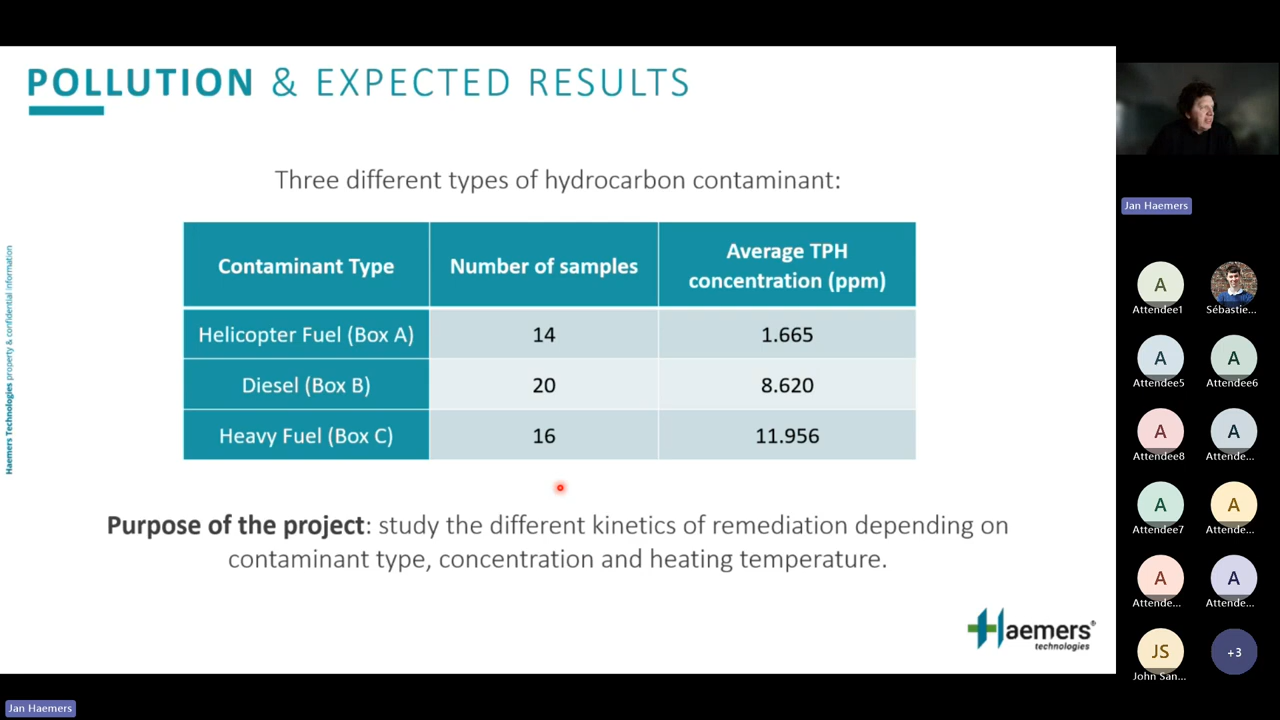 POLLUTION & EXPECTED RESULTS
Three different types of hydrocarbon contaminant:
Contaminant Type
Number of samples
Average TPH
concentration (ppm)
Helicopter Fuel (Box A)
14
1.665
Diesel (Box B)
20
8.620
Heavy Fuel (Box C)
16
11.956
Purpose of the project: study the different kinetics of remediation depending on
contaminant type, concentration and heating temperature.
Haemers Technologies property & confidential information
Haemers®
technologies
Jan Haemers
A
Attendee1
Sébastie...
A
Attendee5
A
Attendee6
A
Attendee8
A
Attende...
A
Attendee7
A
Attende...
A
Attende...
A
Attende...
JS
John San...
+3
Jan Haemers